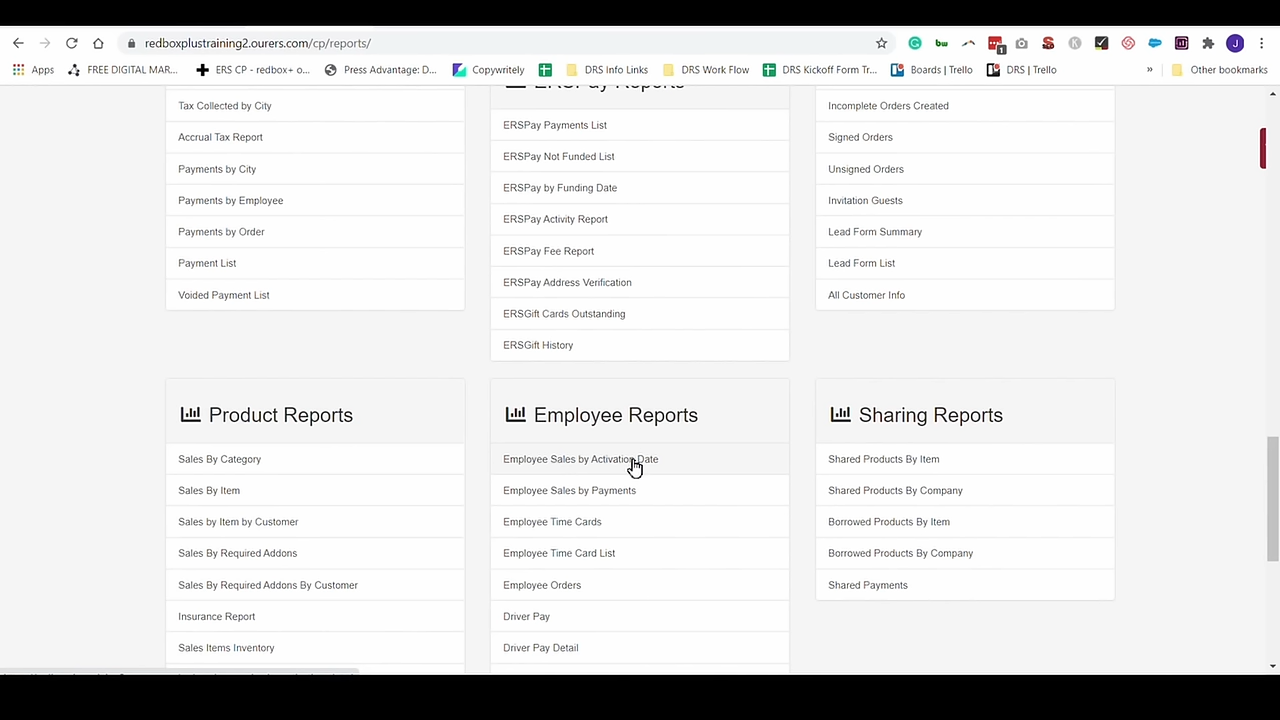 redboxplustraining2.ourers.com/cp/reports/
1
J
Apps
FREE DIGITAL MAR...
ERS CP - redbox+ o...
Press Advantage: D...
Copywritely
DRS Info Links
DRS Work Flow
DRS Kickoff Form Tr...
Boards | Trello
DRS | Trello
»
Other bookmarks
Tax Collected by City
Accrual Tax Report
Payments by City
Payments by Employee
Payments by Order
Payment List
Voided Payment List
ERSPay Reports
ERSPay Payments List
ERSPay Not Funded List
ERSPay by Funding Date
ERSPay Activity Report
ERSPay Fee Report
ERSPay Address Verification
ERSGift Cards Outstanding
ERSGift History
Incomplete Orders Created
Signed Orders
Unsigned Orders
Invitation Guests
Lead Form Summary
Lead Form List
All Customer Info
Product Reports
Sales By Category
Sales By Item
Sales by Item by Customer
Sales By Required Addons
Sales By Required Addons By Customer
Insurance Report
Sales Items Inventory
Employee Reports
Employee Sales by Activation Date
Employee Sales by Payments
Employee Time Cards
Employee Time Card List
Employee Orders
Driver Pay
Driver Pay Detail
Sharing Reports
Shared Products By Item
Shared Products By Company
Borrowed Products By Item
Borrowed Products By Company
Shared Payments